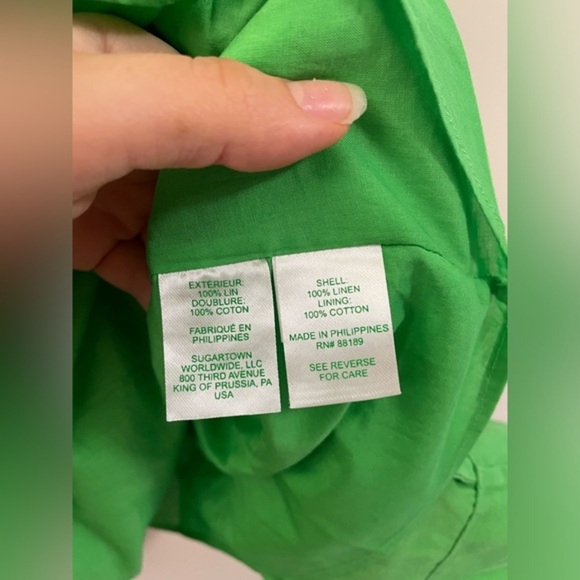 EXTÉRIEUR:
100% LIN
DOUBLURE:
100% COTON
FABRIQUÉ EN
PHILIPPINES
SUGARTOWN
WORLDWIDE, LLC
800 THIRD AVENUE
KING OF PRUSSIA, PA
USA
SHELL:
100% LINEN
LINING:
100% COTTON
MADE IN PHILIPPINES
RN# 88189
SEE REVERSE
FOR CARE